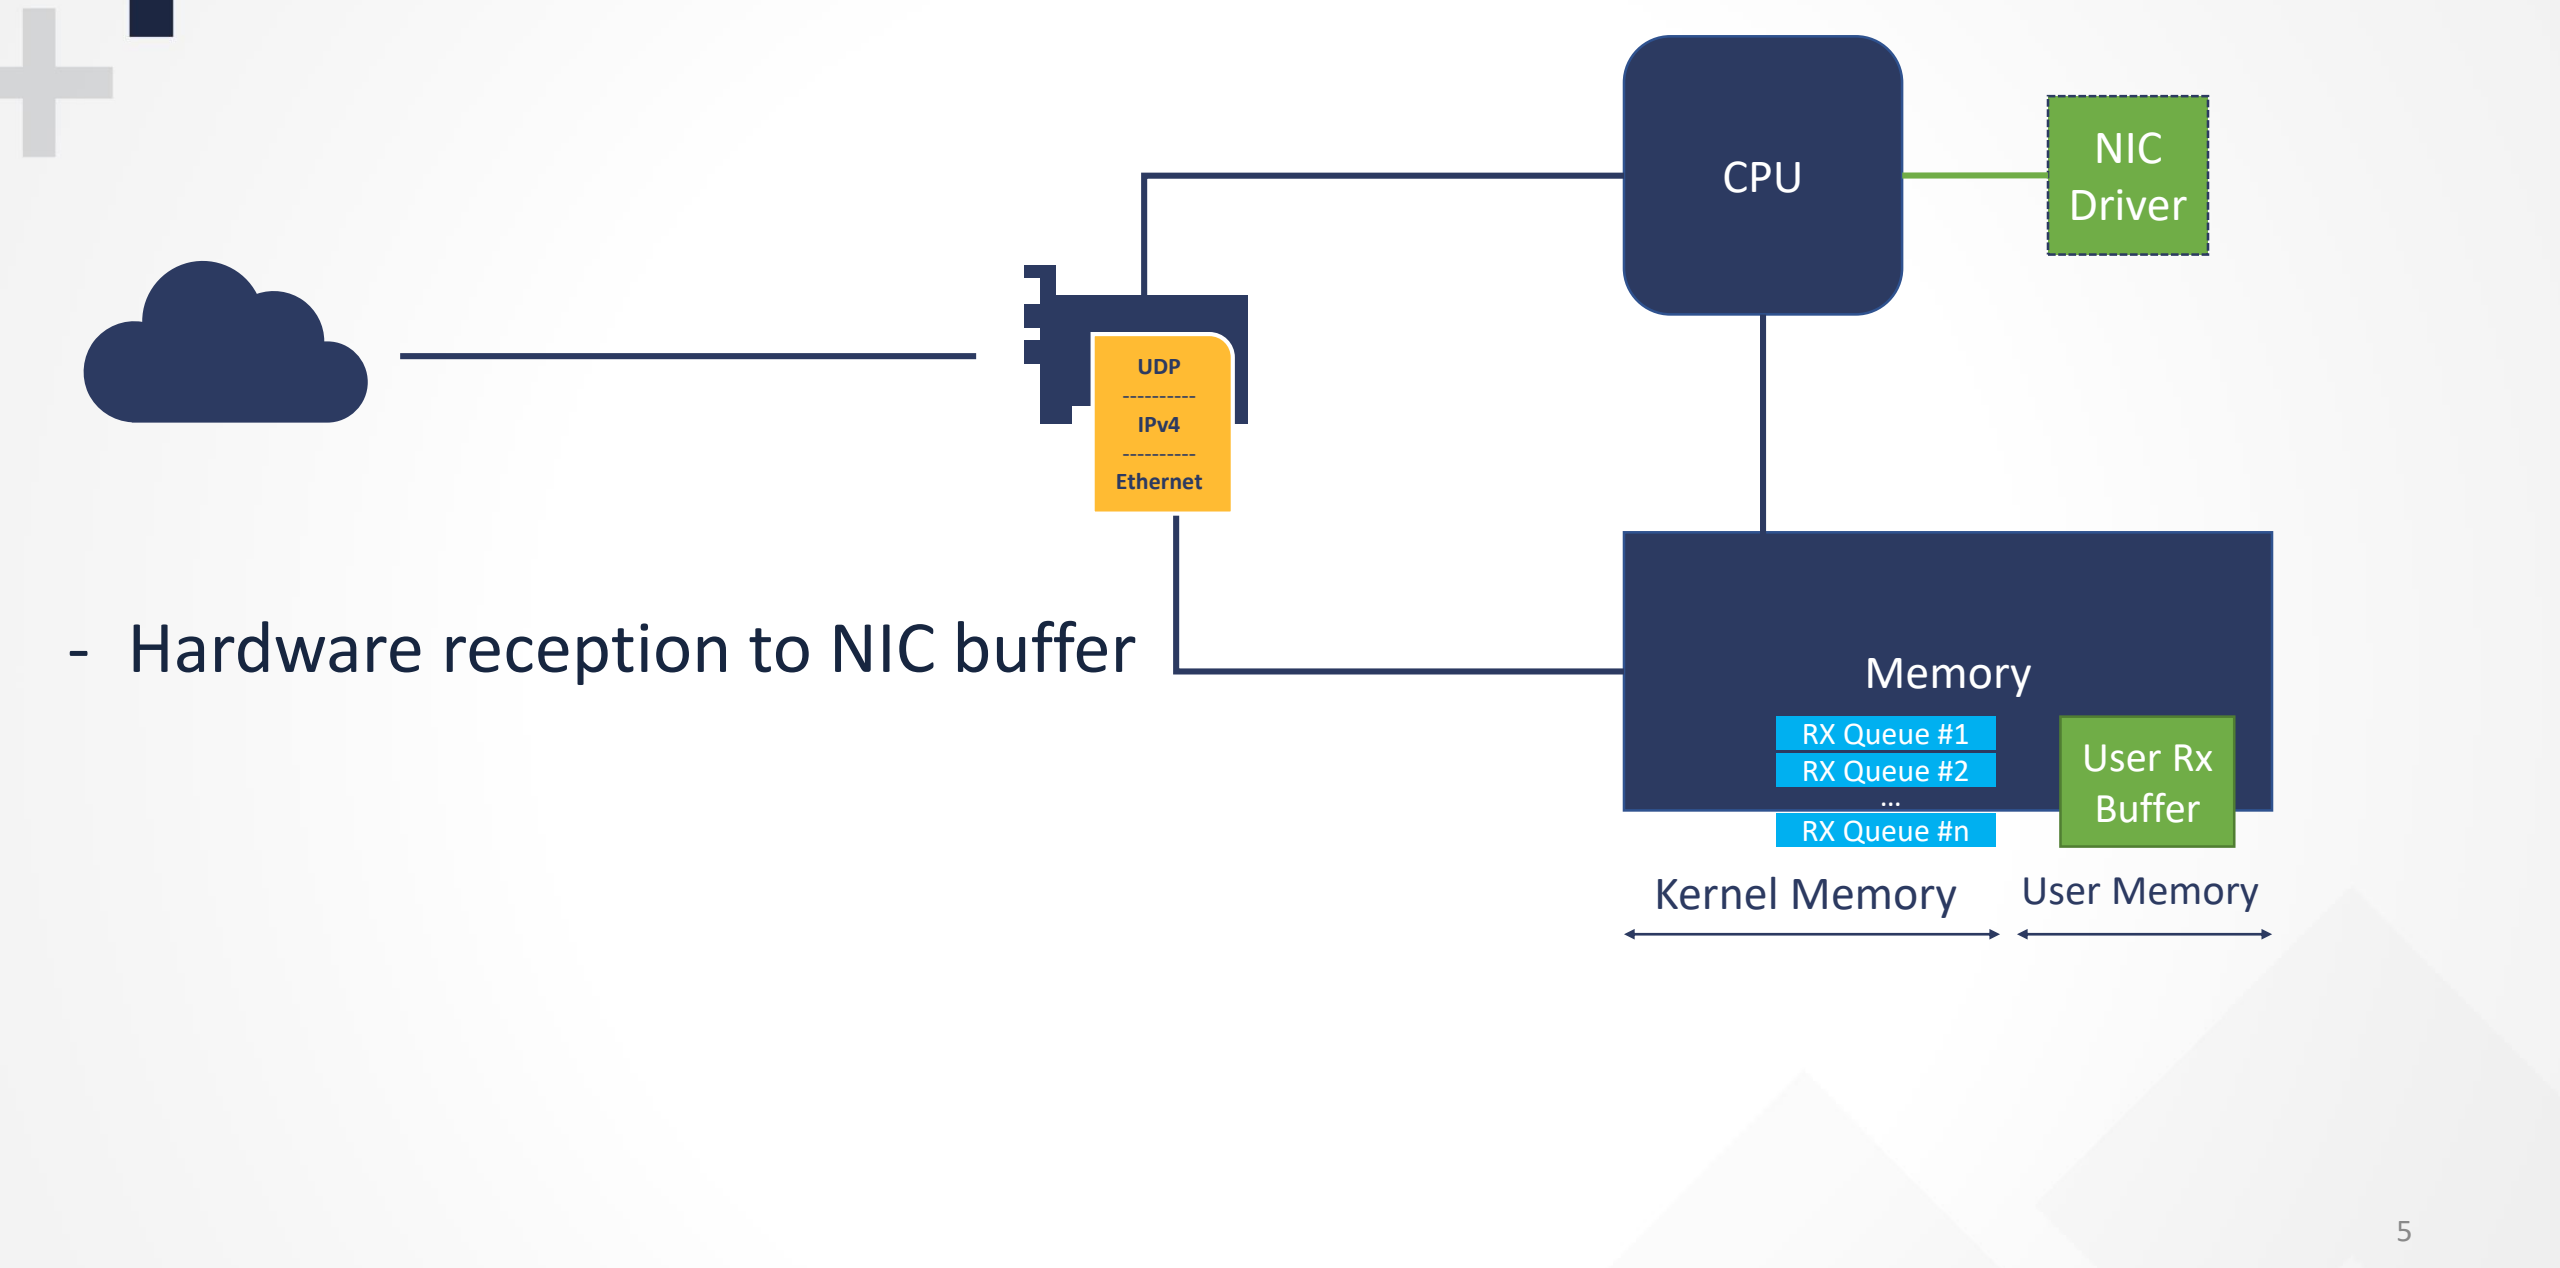 CPU
NIC
Driver
UDP
----------
IPv4
----------
Ethernet
- Hardware reception to NIC buffer
Memory
RX Queue #1
RX Queue #2
...
RX Queue #n
User Rx
Buffer
Kernel Memory
User Memory
5